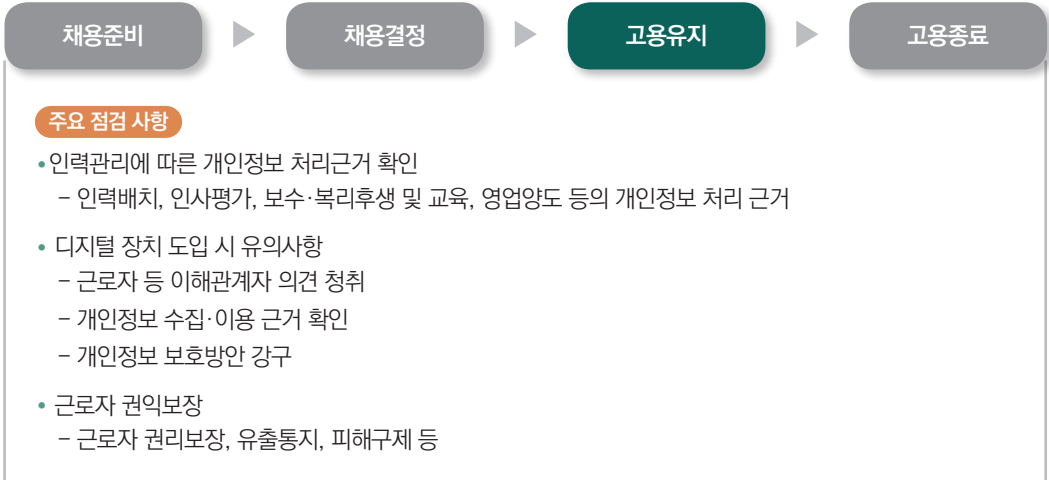 채용준비 ▶ 채용결정 ▶ 고용유지 ▶ 고용종료
주요 점검 사항
•인력관리에 따른 개인정보 처리근거 확인
– 인력배치, 인사평가, 보수·복리후생 및 교육, 영업양도 등의 개인정보 처리 근거
• 디지털 장치 도입 시 유의사항
– 근로자 등 이해관계자 의견 청취
– 개인정보 수집·이용 근거 확인
– 개인정보 보호방안 강구
• 근로자 권익보장
– 근로자 권리보장, 유출통지, 피해구제 등